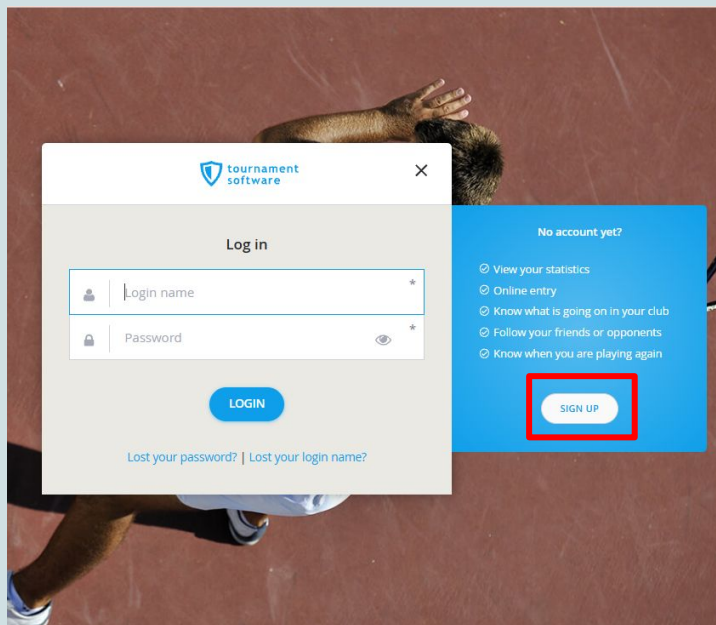 tournament
software
Log in
Login name
*
Password
*
LOGIN
Lost your password? | Lost your login name?
No account yet?
View your statistics
Online entry
Know what is going on in your club
Follow your friends or opponents
Know when you are playing again
SIGN UP